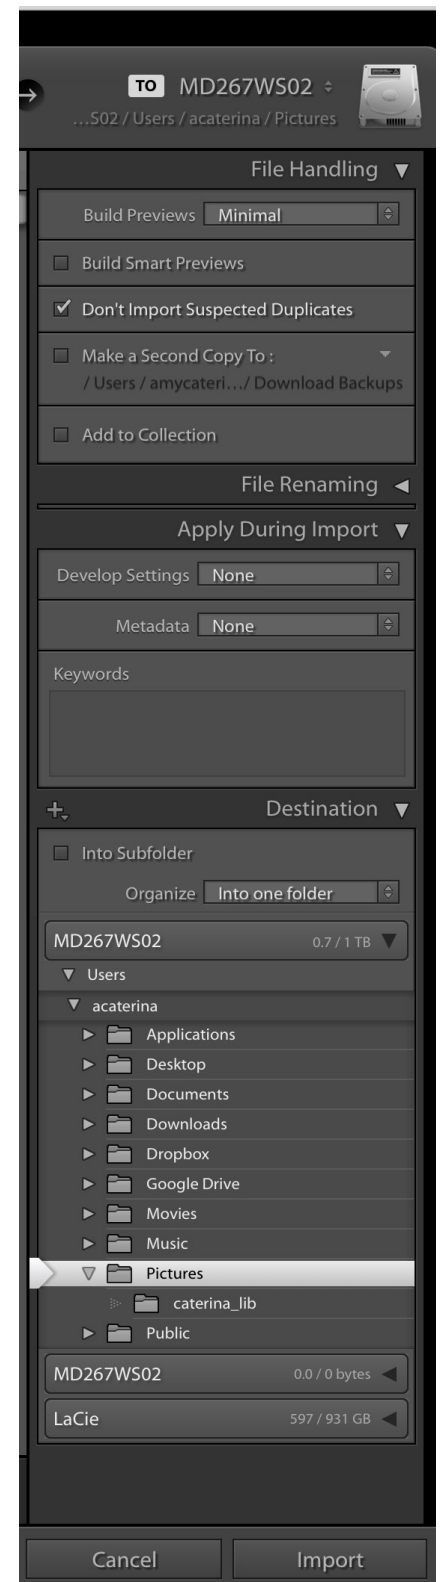 TO MD267WS02
…S02 / Users / acaterina / Pictures
File Handling
Build Previews Minimal
Build Smart Previews
Don't Import Suspected Duplicates
Make a Second Copy To :
/ Users / amycateri…/ Download Backups
Add to Collection
File Renaming
Apply During Import
Develop Settings None
Metadata None
Keywords
Destination
Into Subfolder
Organize Into one folder
MD267WS02 0.7 / 1 TB
Users
acaterina
Applications
Desktop
Documents
Downloads
Dropbox
Google Drive
Movies
Music
Pictures
caterina_lib
Public
MD267WS02 0.0 / 0 bytes
LaCie 597 / 931 GB
Cancel Import